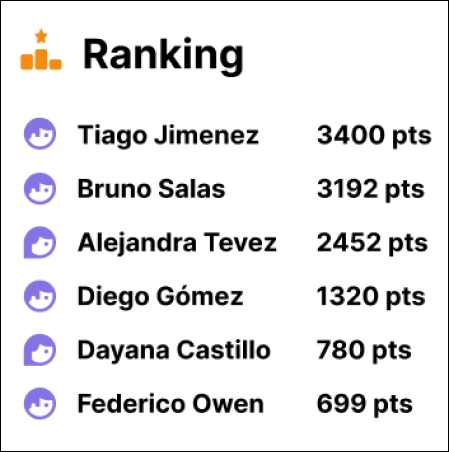 Ranking
Tiago Jimenez 3400 pts
Bruno Salas 3192 pts
Alejandra Tevez 2452 pts
Diego Gómez 1320 pts
Dayana Castillo 780 pts
Federico Owen 699 pts